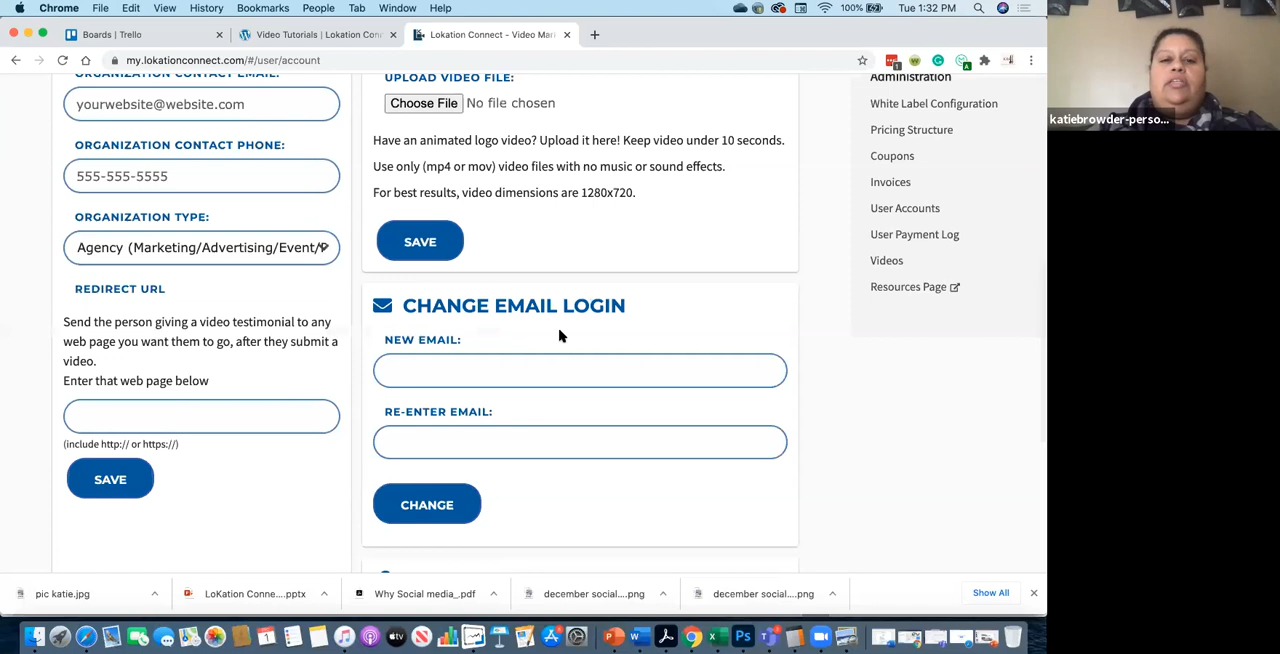 Chrome File Edit View History Bookmarks People Tab Window Help
100% Tue 1:32 PM
Boards | Trello
Video Tutorials | Lokation Con
Lokation Connect - Video Mar
my.lokationconnect.com/#/user/account
ORGANIZATION CONTACT EMAIL:
yourwebsite@website.com
ORGANIZATION CONTACT PHONE:
555-555-5555
ORGANIZATION TYPE:
Agency (Marketing/Advertising/Event/P
REDIRECT URL
Send the person giving a video testimonial to any
web page you want them to go, after they submit a
video.
Enter that web page below
(include http:// or https://)
SAVE
UPLOAD VIDEO FILE:
Choose File No file chosen
Have an animated logo video? Upload it here! Keep video under 10 seconds.
Use only (mp4 or mov) video files with no music or sound effects.
For best results, video dimensions are 1280x720.
SAVE
CHANGE EMAIL LOGIN
NEW EMAIL:
RE-ENTER EMAIL:
CHANGE
Administration
White Label Configuration
Pricing Structure
Coupons
Invoices
User Accounts
User Payment Log
Videos
Resources Page
katiebrowder-perso...
pic katie.jpg
LoKation Conne....pptx
Why Social media_.pdf
december social....png
december social....png
Show All